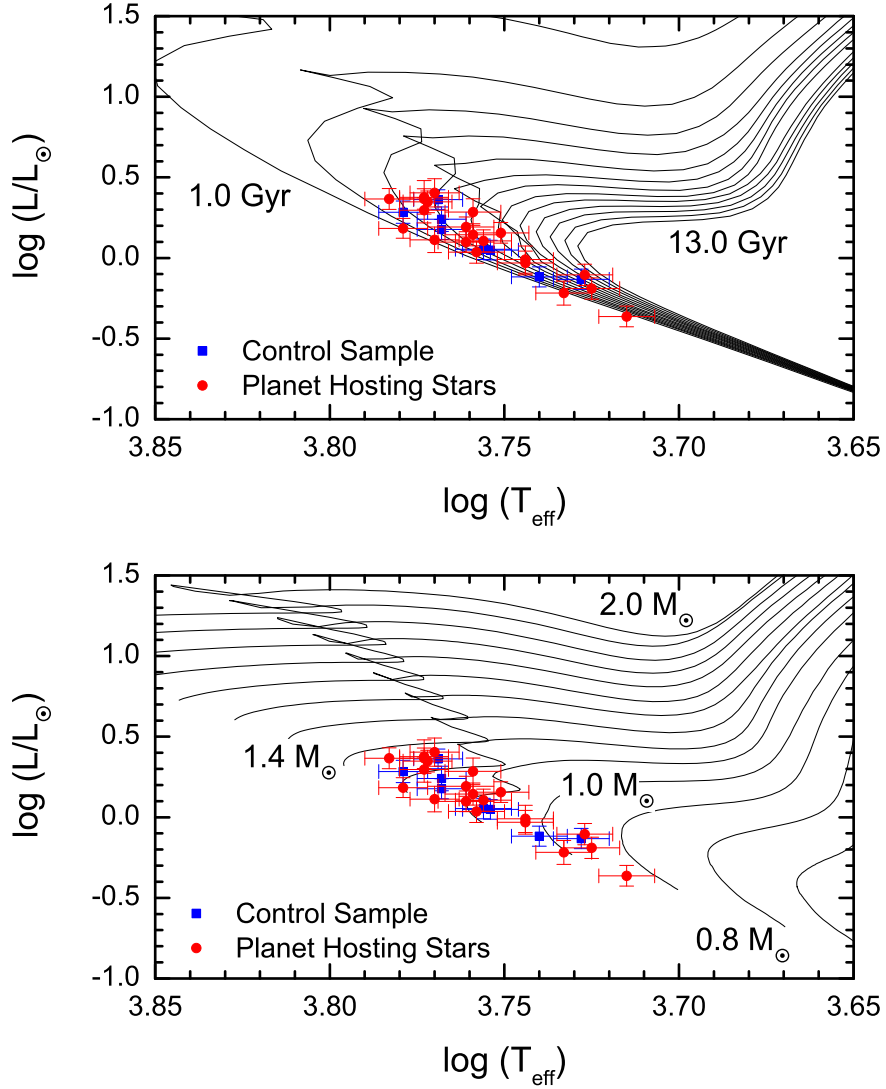 1.5
1.0
0.5
0.0
-0.5
-1.0
log (L/L☉)
1.0 Gyr
13.0 Gyr
Control Sample
Planet Hosting Stars
3.85 3.80 3.75 3.70 3.65
log (Teff)
1.5
1.0
0.5
0.0
-0.5
-1.0
log (L/L☉)
2.0 M☉
1.4 M☉
1.0 M☉
0.8 M☉
Control Sample
Planet Hosting Stars
3.85 3.80 3.75 3.70 3.65
log (Teff)